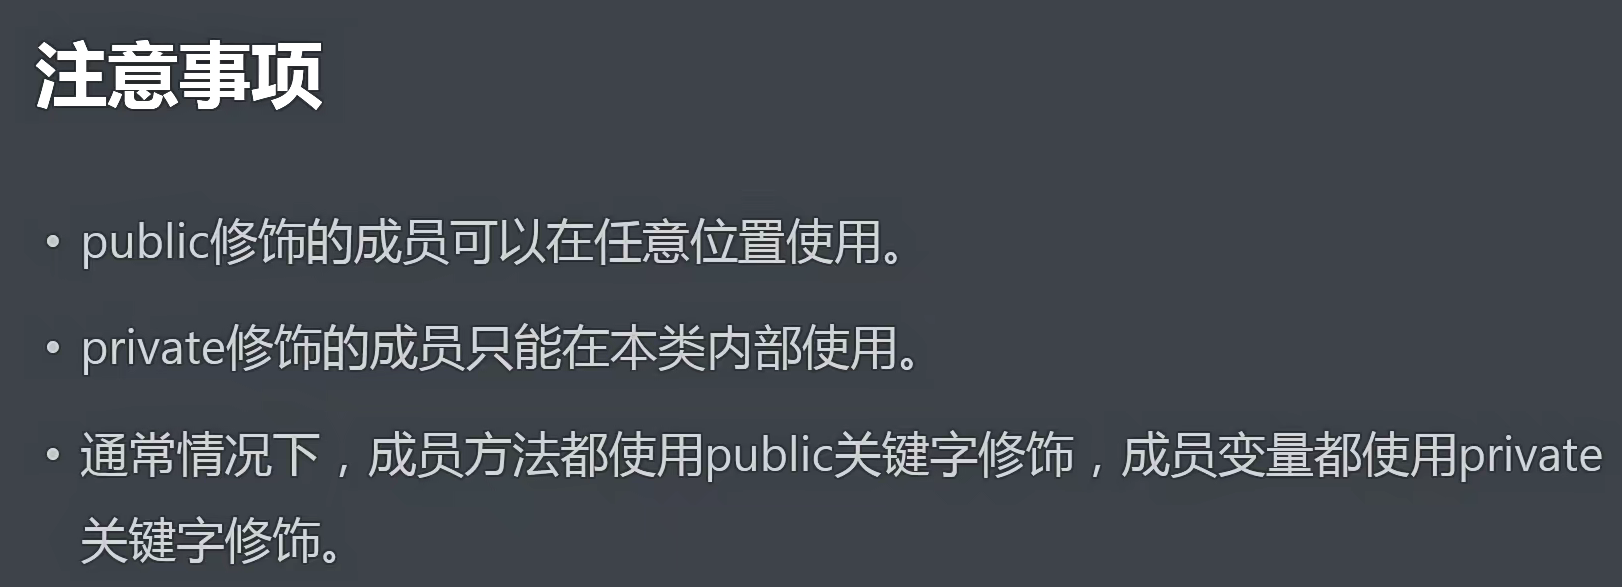 注意事项
• public修饰的成员可以在任意位置使用。
• private修饰的成员只能在本类内部使用。
• 通常情况下，成员方法都使用public关键字修饰，成员变量都使用private
关键字修饰。